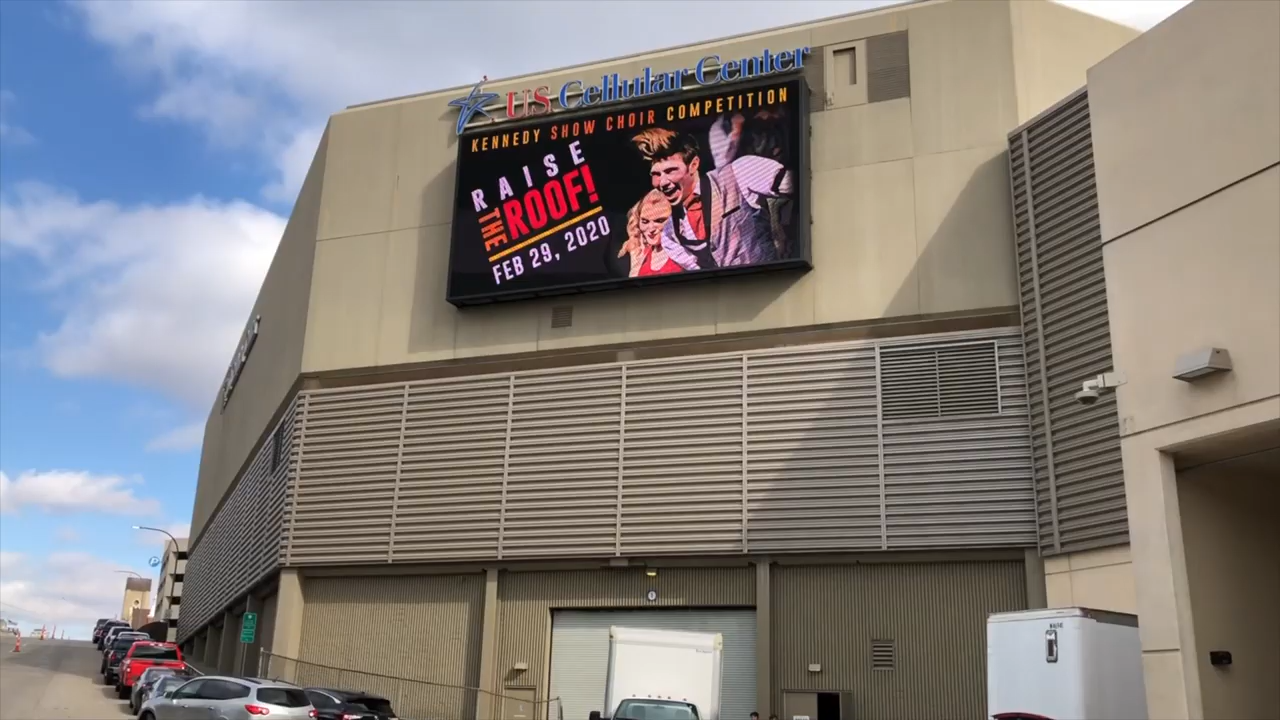 US Cellular Center
KENNEDY SHOW CHOIR COMPETITION
RAISE
THE ROOF!
FEB 29, 2020